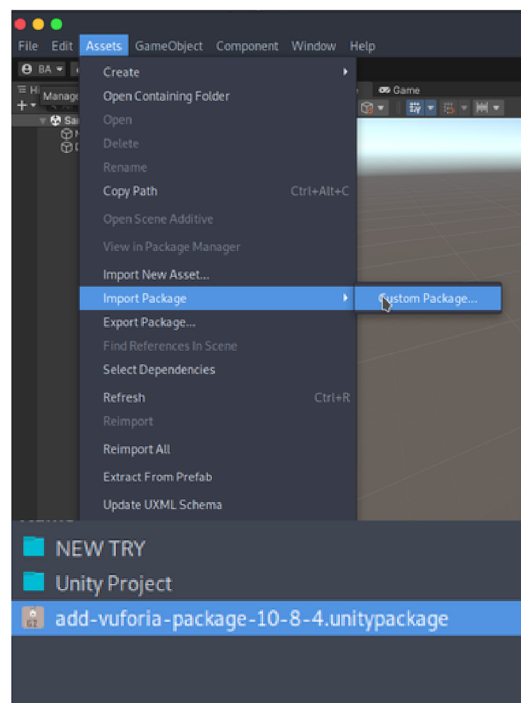 File Edit Assets GameObject Component Window Help
BA
Create
Manage
Game
Open Containing Folder
Open
Delete
Rename
Copy Path Ctrl+Alt+C
Open Scene Additive
View in Package Manager
Import New Asset...
Import Package Custom Package...
Export Package...
Find References In Scene
Select Dependencies
Refresh Ctrl+R
Reimport
Reimport All
Extract From Prefab
Update UXML Schema
NEW TRY
Unity Project
add-vuforia-package-10-8-4.unitypackage